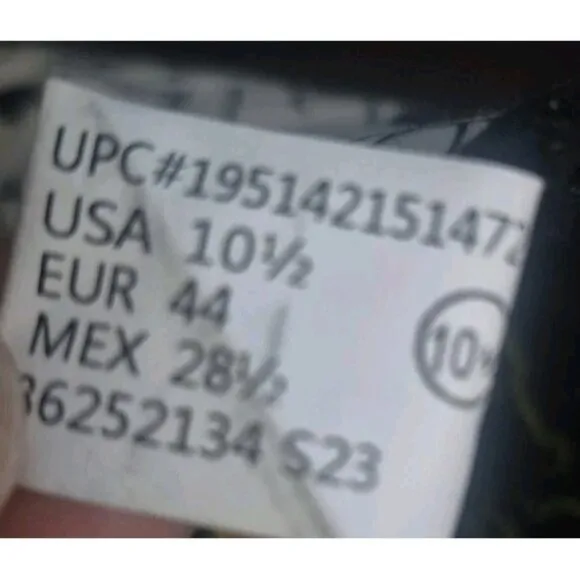 UPC#195142151472
USA 10½
EUR 44
10½
MEX 28½
36252134 S23